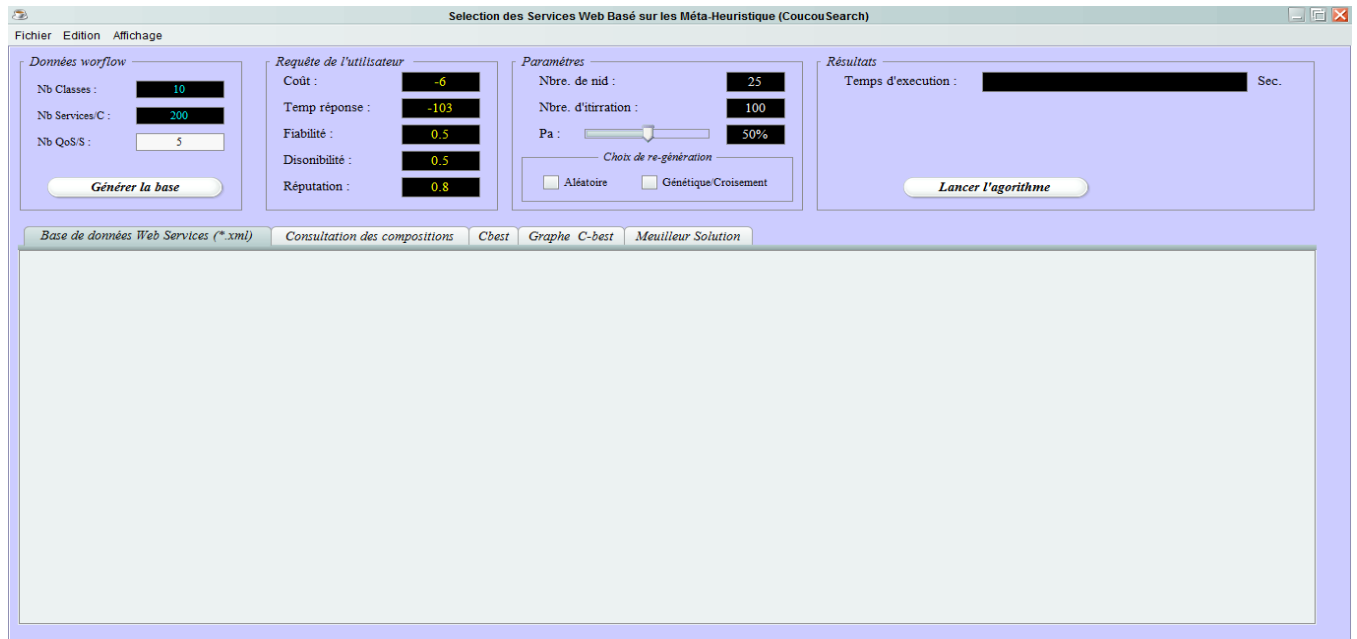 Selection des Services Web Basé sur les Méta-Heuristique (CoucouSearch)
Fichier Edition Affichage
Données worflow
Nb Classes : 10
Nb Services/C : 200
Nb QoS/S : 5
Générer la base
Requête de l'utilisateur
Coût : -6
Temp réponse : -103
Fiabilité : 0.5
Disonibilité : 0.5
Réputation : 0.8
Paramétres
Nbre. de nid : 25
Nbre. d'itirration : 100
Pa : 50%
Choix de re-génération
Aléatoire Génétique/Croisement
Résultats
Temps d'execution : Sec.
Lancer l'agorithme
Base de données Web Services (*.xml) Consultation des compositions Cbest Graphe C-best Meuilleur Solution